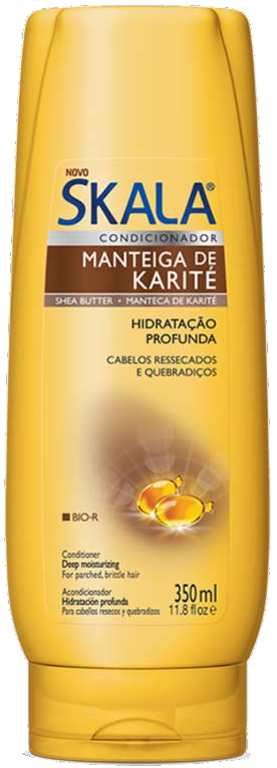 NOVO
SKALA®
CONDICIONADOR
MANTEIGA DE
KARITÉ
SHEA BUTTER • MANTECA DE KARITÉ
HIDRATAÇÃO
PROFUNDA
CABELOS RESSECADOS
E QUEBRADIÇOS
BIO-R
Conditioner
Deep moisturizing
For parched, brittle hair
Acondicionador
Hidratación profunda
Para cabellos resecos y quebradizos
350ml
11.8 fl oz e